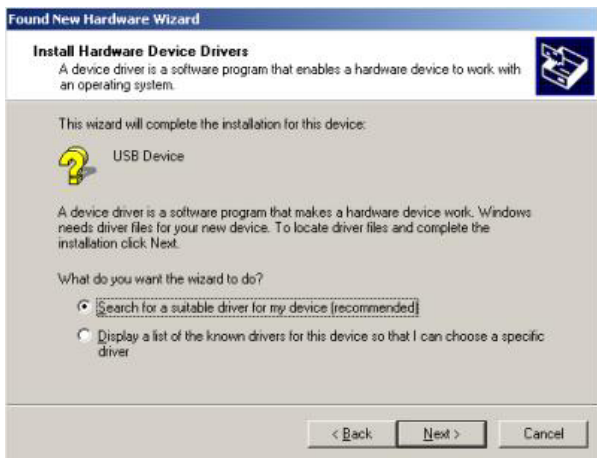 Found New Hardware Wizard
Install Hardware Device Drivers
A device driver is a software program that enables a hardware device to work with
an operating system.
This wizard will complete the installation for this device:
USB Device
A device driver is a software program that makes a hardware device work. Windows
needs driver files for your new device. To locate driver files and complete the
installation click Next.
What do you want the wizard to do?
Search for a suitable driver for my device (recommended)
Display a list of the known drivers for this device so that I can choose a specific
driver
< Back Next > Cancel